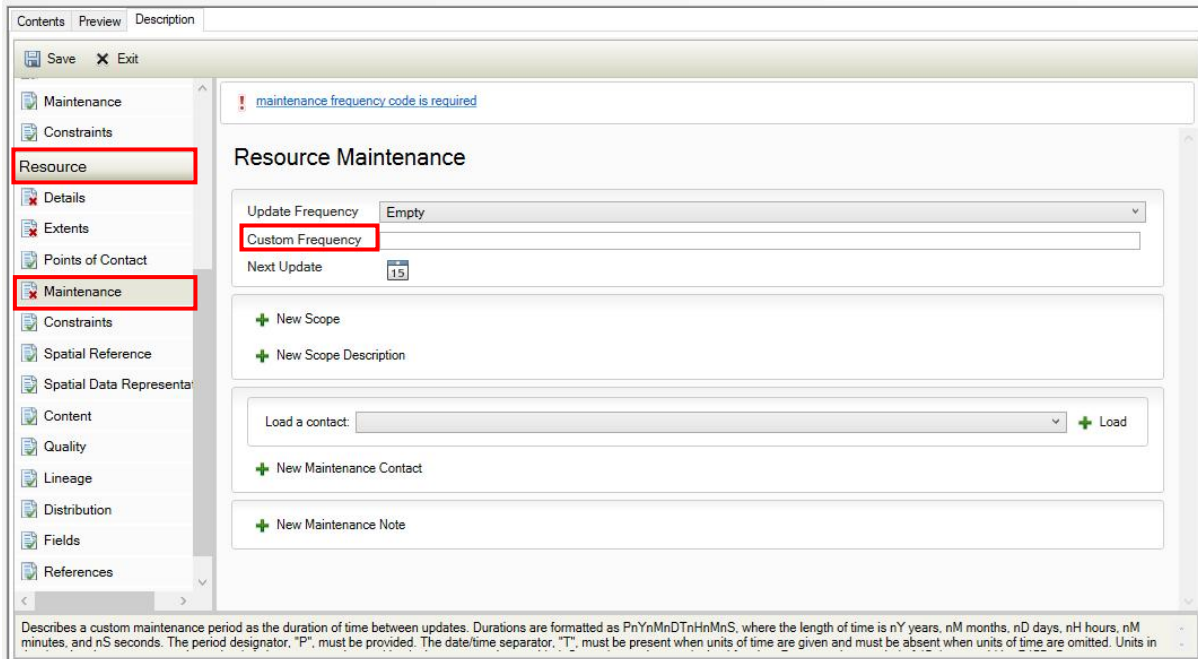 Contents Preview Description
Save Exit
Maintenance
Constraints
Resource
Details
Extents
Points of Contact
Maintenance
Constraints
Spatial Reference
Spatial Data Representat
Content
Quality
Lineage
Distribution
Fields
References
maintenance frequency code is required
Resource Maintenance
Update Frequency Empty
Custom Frequency
Next Update 15
New Scope
New Scope Description
Load a contact: Load
New Maintenance Contact
New Maintenance Note
Describes a custom maintenance period as the duration of time between updates. Durations are formatted as PnYnMnDTnHnMnS, where the length of time is nY years, nM months, nD days, nH hours, nM
minutes, and nS seconds. The period designator, "P", must be provided. The date/time separator, "T", must be present when units of time are given and must be absent when units of time are omitted. Units in